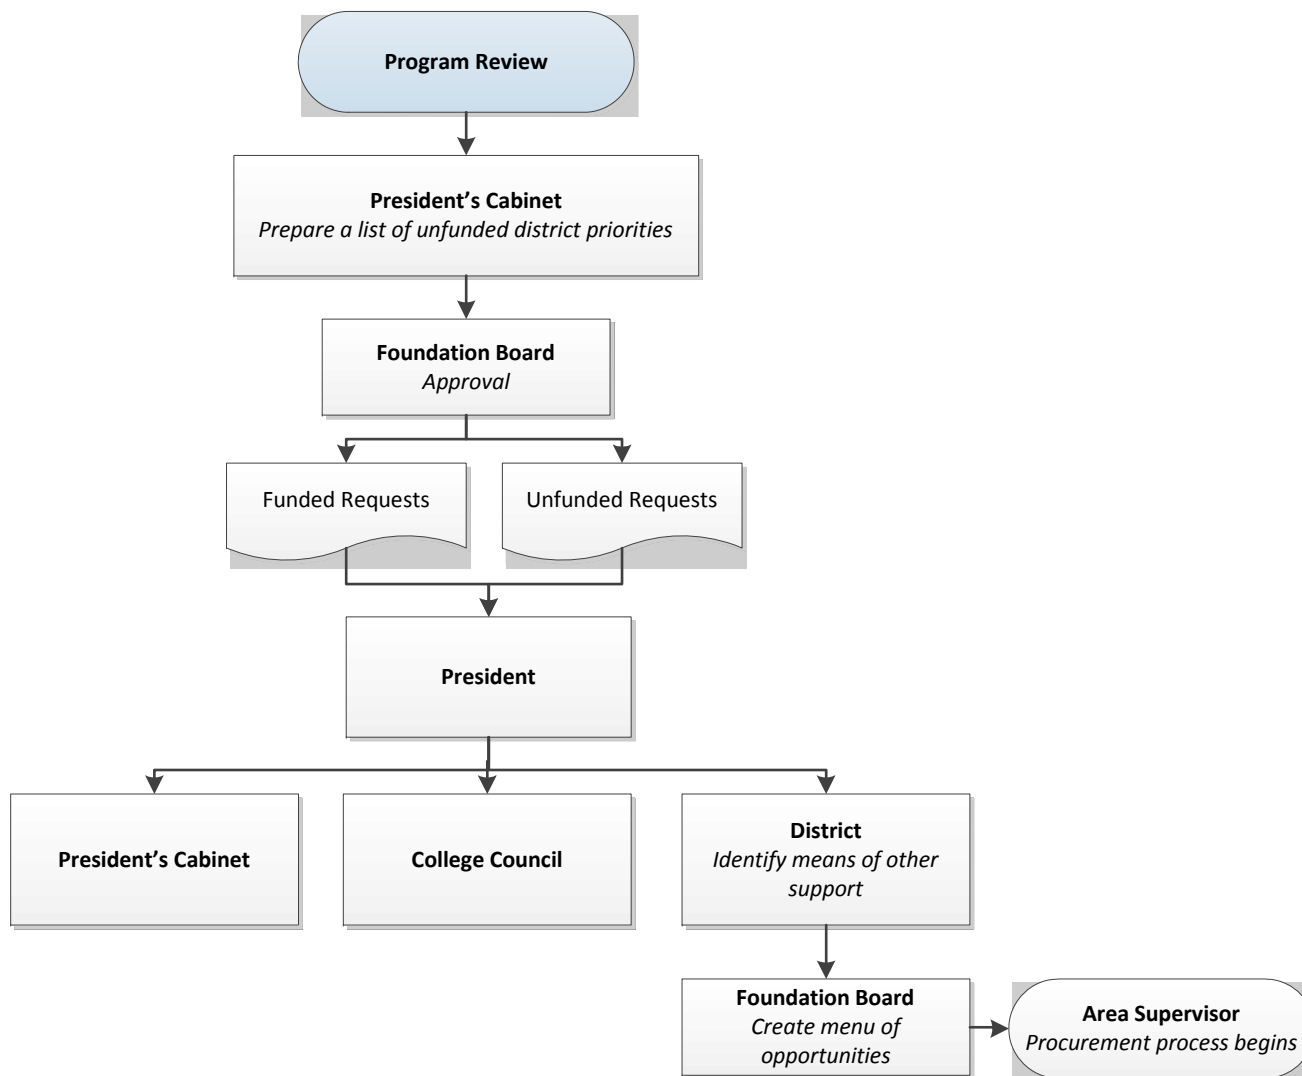 Program Review
President’s Cabinet
Prepare a list of unfunded district priorities
Foundation Board
Approval
Funded Requests
Unfunded Requests
President
President’s Cabinet
College Council
District
Identify means of other
support
Foundation Board
Create menu of
opportunities
Area Supervisor
Procurement process begins